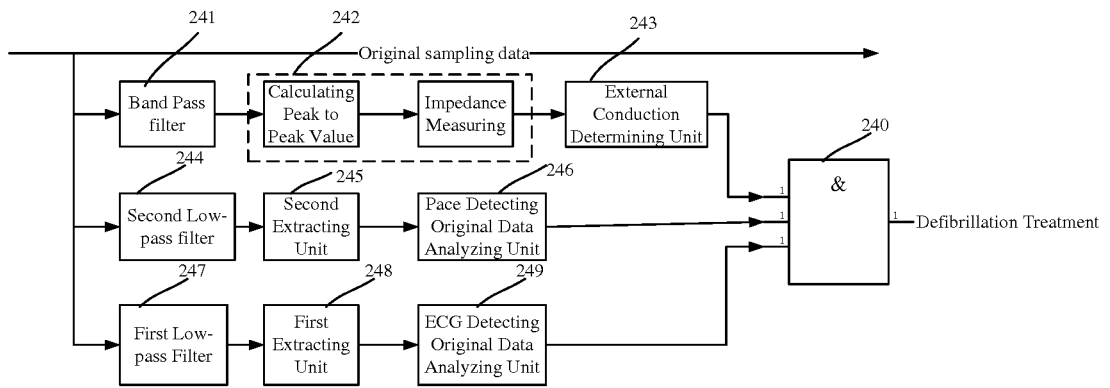 241
242
243
Original sampling data
Band Pass
filter
Calculating
Peak to
Peak Value
Impedance
Measuring
External
Conduction
Determining Unit
240
&
1
1
1
1
Defibrillation Treatment
244
245
246
Second Low-
pass filter
Second
Extracting
Unit
Pace Detecting
Original Data
Analyzing Unit
247
248
249
First Low-
pass Filter
First
Extracting
Unit
ECG Detecting
Original Data
Analyzing Unit